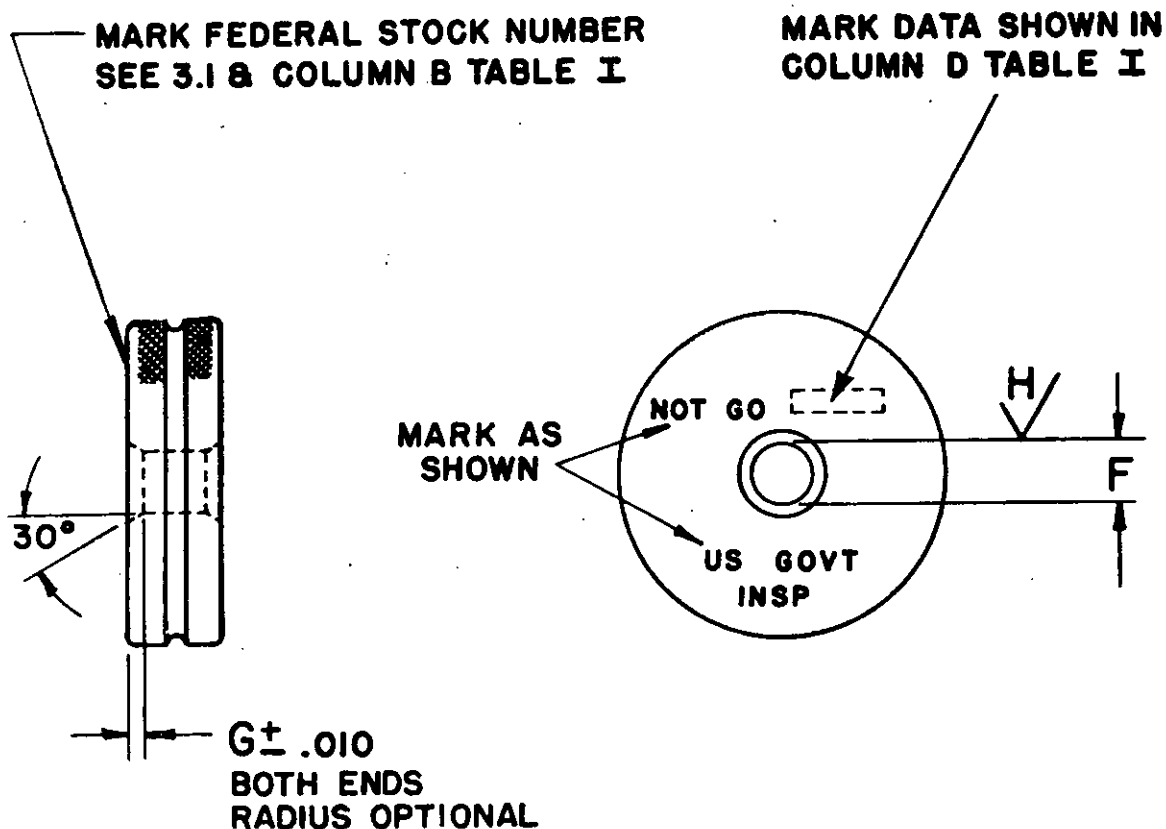 MARK FEDERAL STOCK NUMBER
SEE 3.1 & COLUMN B TABLE I
MARK DATA SHOWN IN
COLUMN D TABLE I
NOT GO
H
MARK AS
SHOWN
F
30°
US GOVT
INSP
G± .010
BOTH ENDS
RADIUS OPTIONAL